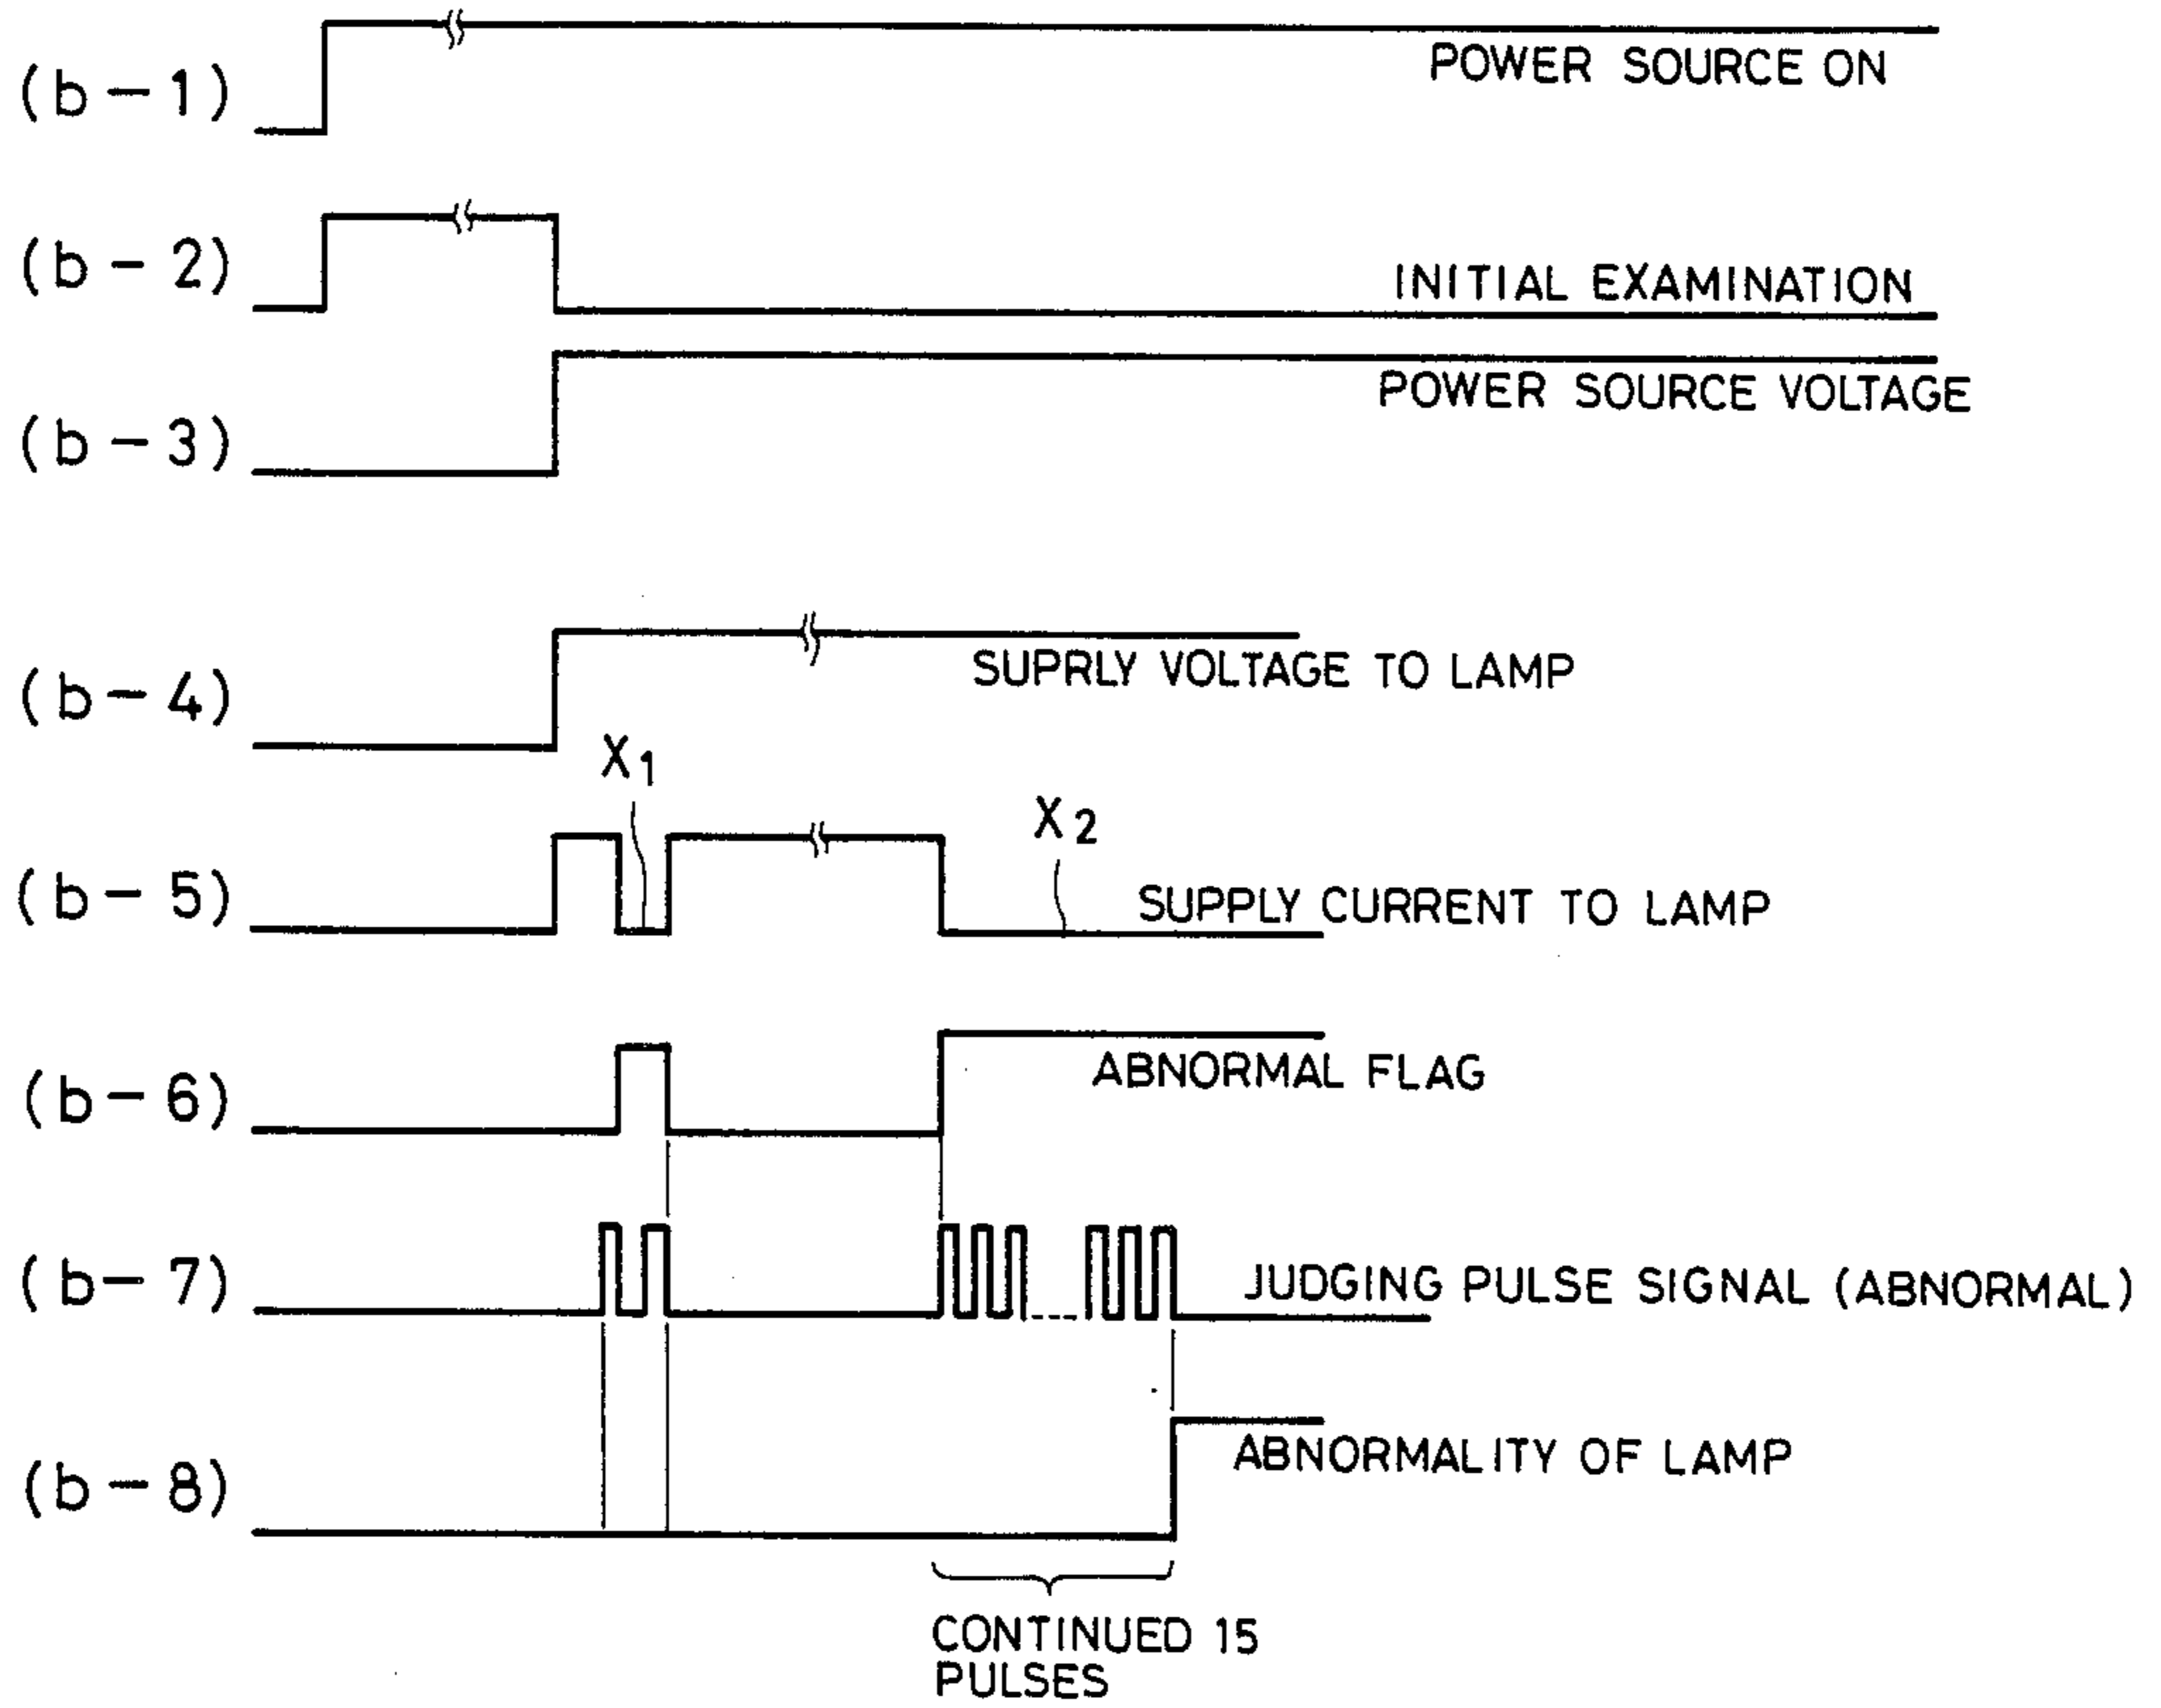 (b-1)
POWER SOURCE ON
(b-2)
INITIAL EXAMINATION
(b-3)
POWER SOURCE VOLTAGE
(b-4)
SUPRLY VOLTAGE TO LAMP
X1
X2
(b-5)
SUPPLY CURRENT TO LAMP
(b-6)
ABNORMAL FLAG
(b-7)
JUDGING PULSE SIGNAL (ABNORMAL)
(b-8)
ABNORMALITY OF LAMP
CONTINUED 15
PULSES